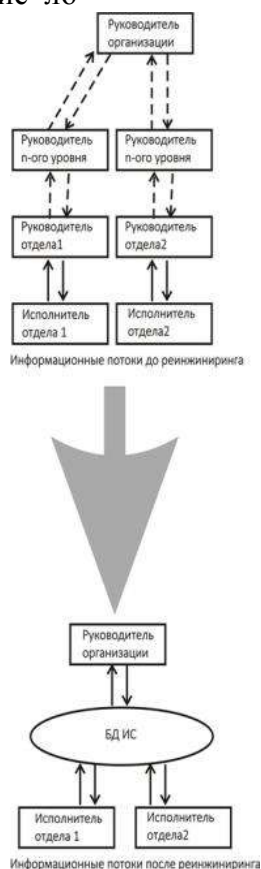 Руководитель
организации
Руководитель Руководитель
n-ого уровня n-ого уровня
Руководитель Руководитель
отдела1 отдела2
Исполнитель Исполнитель
отдела 1 отдела2
Информационные потоки до реинжиниринга
Руководитель
организации
БД ИС
Исполнитель Исполнитель
отдела 1 отдела2
Информационные потоки после реинжиниринга